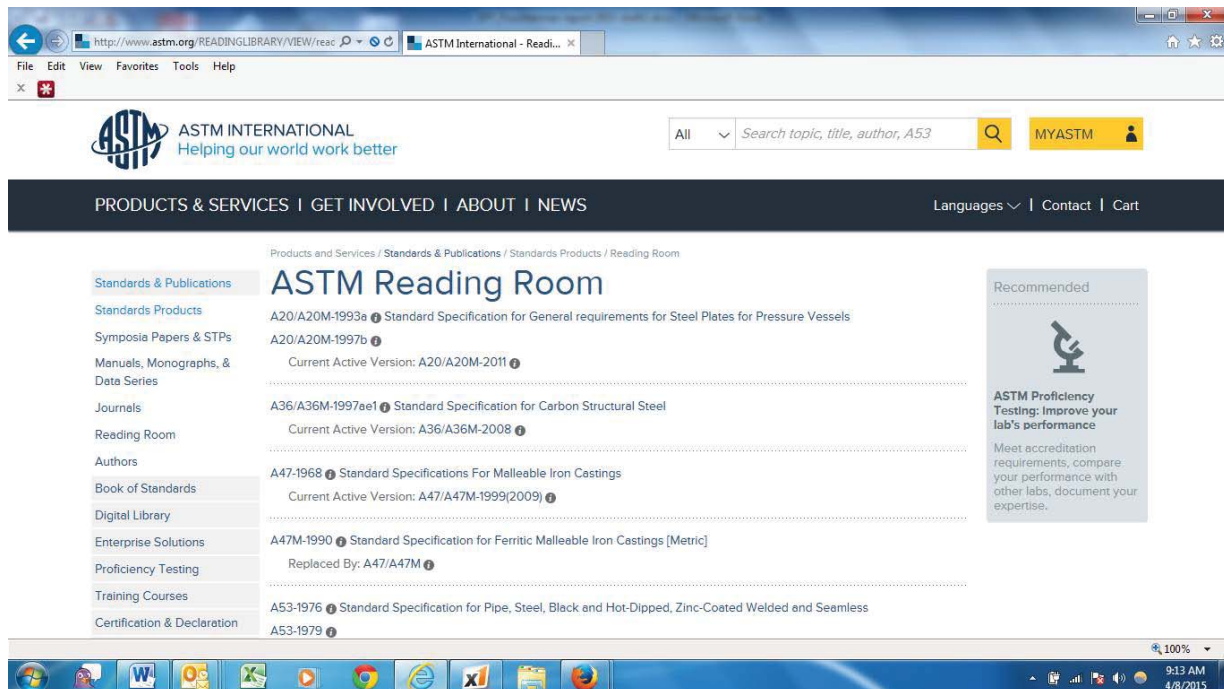 http://www.astm.org/READINGLIBRARY/VIEW/reac
ASTM International - Readi...
File Edit View Favorites Tools Help
ASTM
ASTM INTERNATIONAL
Helping our world work better
All
Search topic, title, author, A53
MYASTM
PRODUCTS & SERVICES | GET INVOLVED | ABOUT | NEWS
Languages | Contact | Cart
Products and Services / Standards & Publications / Standards Products / Reading Room
Standards & Publications
Standards Products
Symposia Papers & STPs
Manuals, Monographs, &
Data Series
Journals
Reading Room
Authors
Book of Standards
Digital Library
Enterprise Solutions
Proficiency Testing
Training Courses
Certification & Declaration
ASTM Reading Room
A20/A20M-1993a Standard Specification for General requirements for Steel Plates for Pressure Vessels
A20/A20M-1997b
Current Active Version: A20/A20M-2011
A36/A36M-1997ae1 Standard Specification for Carbon Structural Steel
Current Active Version: A36/A36M-2008
A47-1968 Standard Specifications For Malleable Iron Castings
Current Active Version: A47/A47M-1999(2009)
A47M-1990 Standard Specification for Ferritic Malleable Iron Castings [Metric]
Replaced By: A47/A47M
A53-1976 Standard Specification for Pipe, Steel, Black and Hot-Dipped, Zinc-Coated Welded and Seamless
A53-1979
Recommended
ASTM Proficiency
Testing: Improve your
lab's performance
Meet accreditation
requirements, compare
your performance with
other labs, document your
expertise.
100%
9:13 AM
4/8/2015